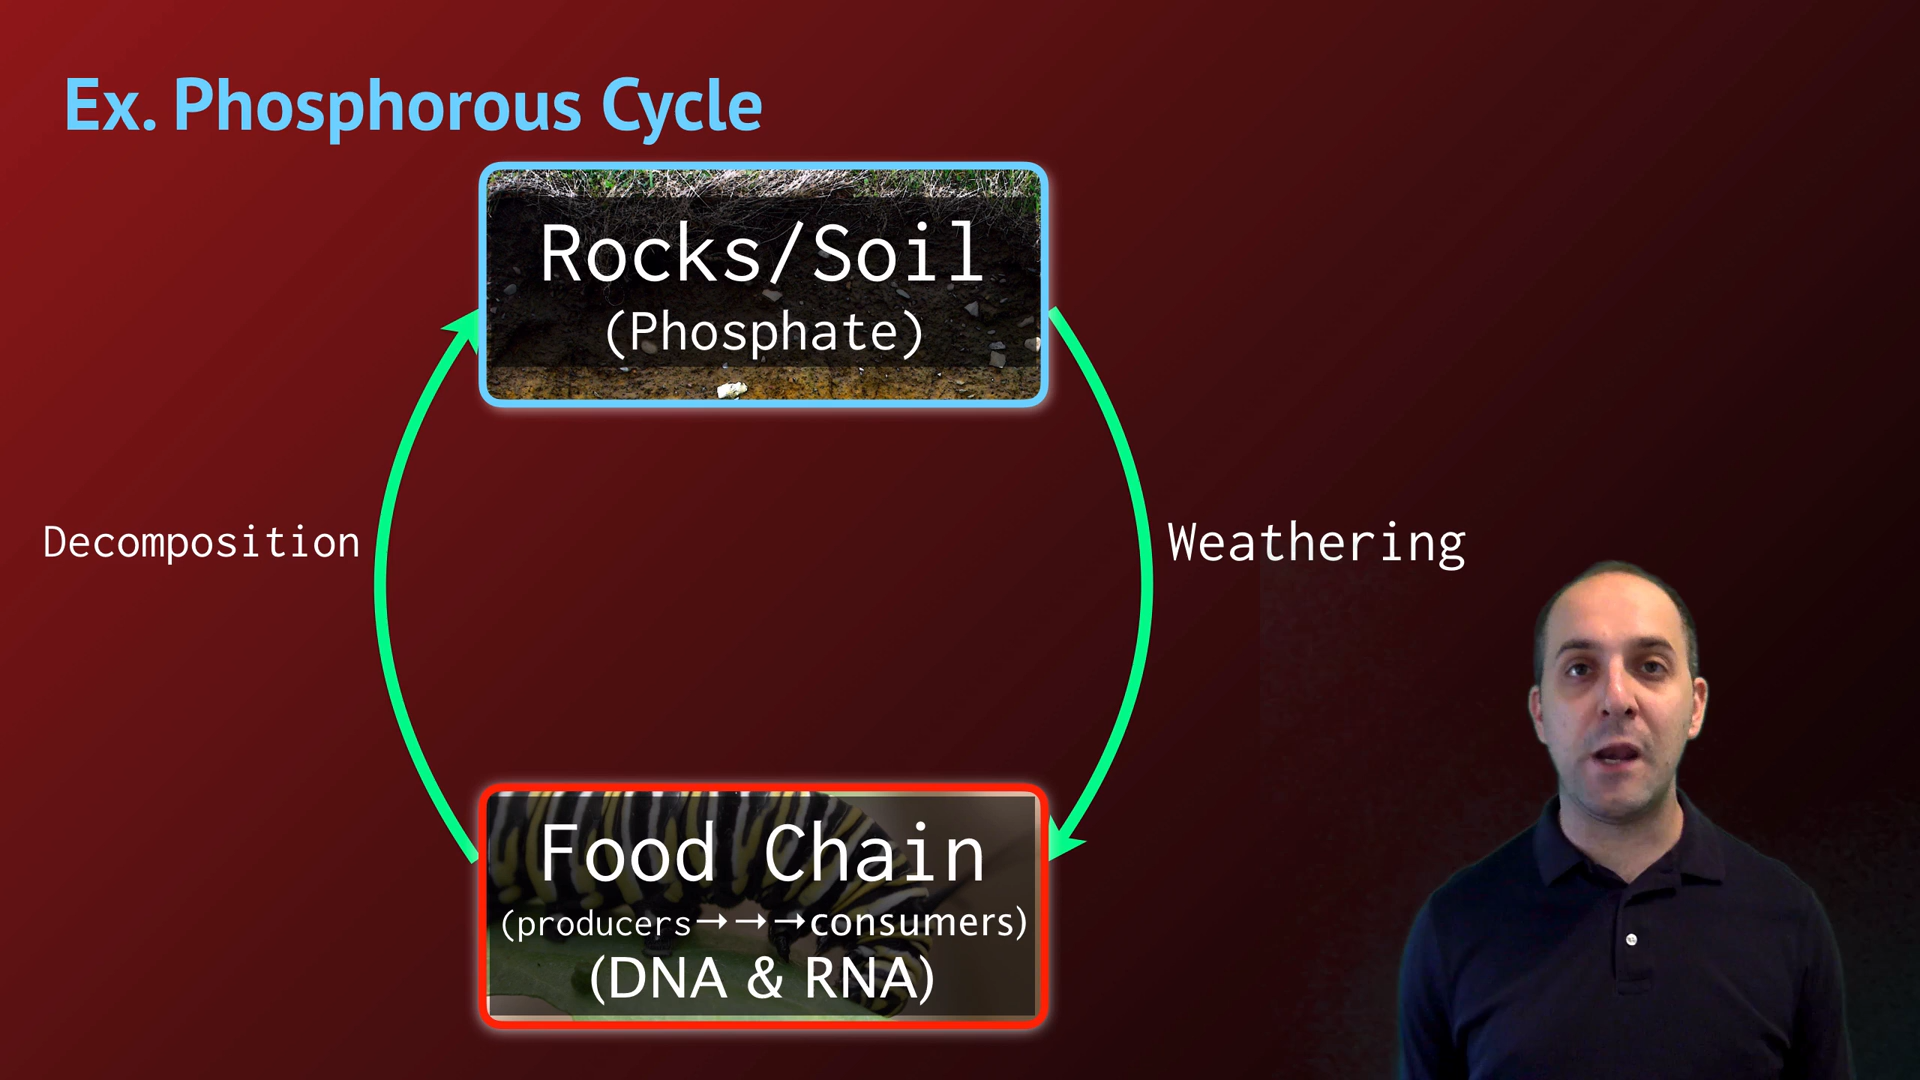 Ex. Phosphorous Cycle
Rocks/Soil
(Phosphate)
Decomposition
Weathering
Food Chain
(producers→→→consumers)
(DNA & RNA)